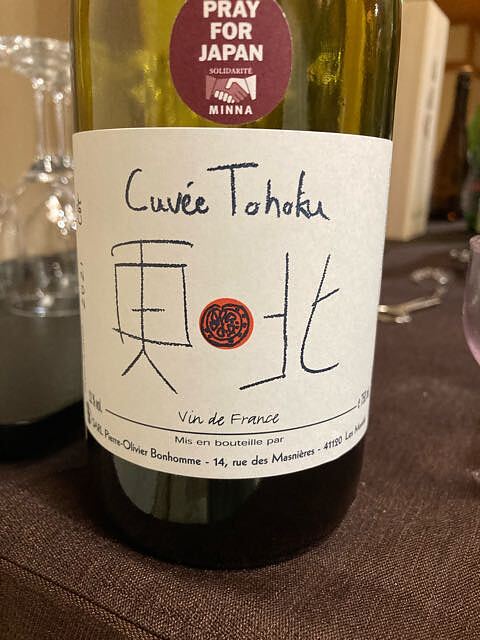 PRAY
FOR
JAPAN
SOLIDARITÉ
MINNA
Cuvée Tohoku
東 北
Vin de France
Mis en bouteille par
SARL Pierre-Olivier Bonhomme - 14, rue des Masnières - 41120 Les